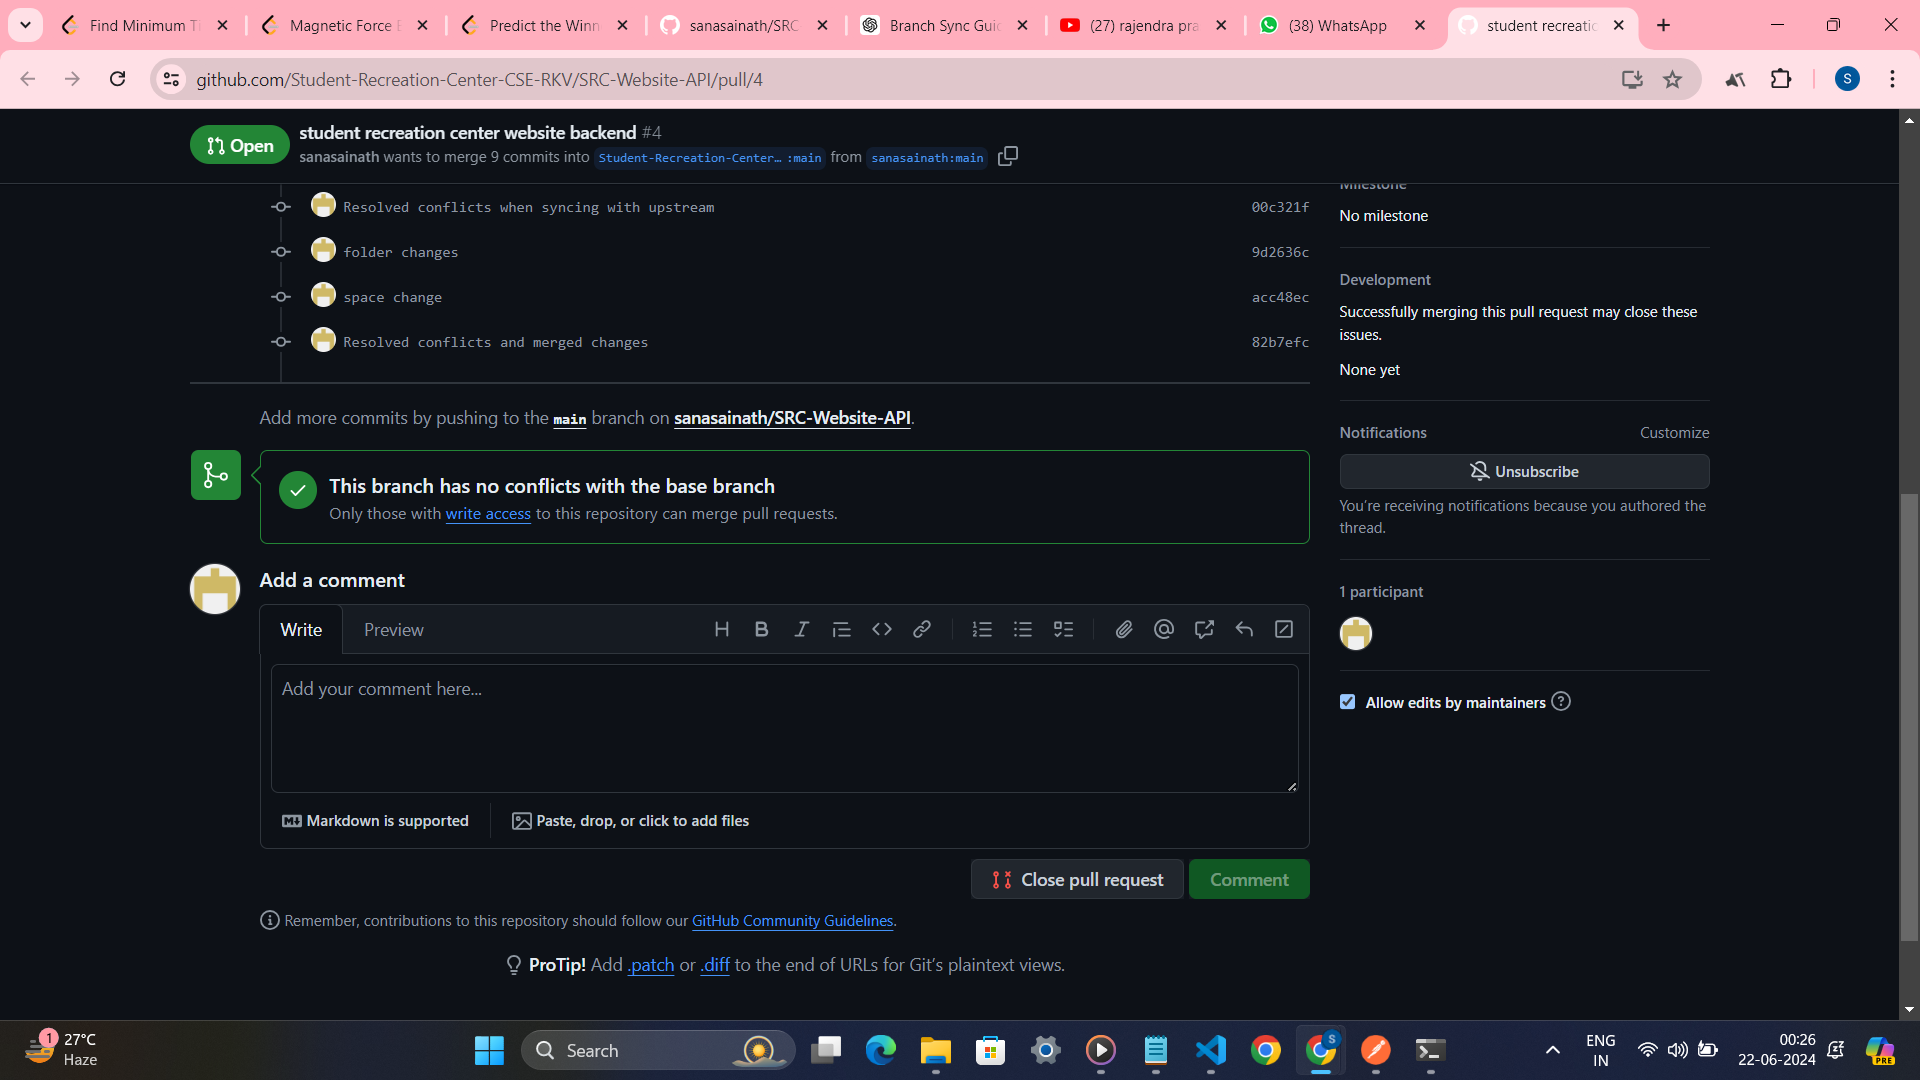 Find Minimum Ti
Magnetic Force B
Predict the Winn
sanasainath/SRC
Branch Sync Guid
(27) rajendra pra
(38) WhatsApp
student recreatio
github.com/Student-Recreation-Center-CSE-RKV/SRC-Website-API/pull/4
S
Open
student recreation center website backend #4
sanasainath wants to merge 9 commits into Student-Recreation-Center… :main from sanasainath:main
Resolved conflicts when syncing with upstream 00c321f
folder changes 9d2636c
space change acc48ec
Resolved conflicts and merged changes 82b7efc
Add more commits by pushing to the main branch on sanasainath/SRC-Website-API.
This branch has no conflicts with the base branch
Only those with write access to this repository can merge pull requests.
Add a comment
Write Preview
Add your comment here...
Markdown is supported
Paste, drop, or click to add files
Close pull request
Comment
Remember, contributions to this repository should follow our GitHub Community Guidelines.
ProTip! Add .patch or .diff to the end of URLs for Git's plaintext views.
Milestone
No milestone
Development
Successfully merging this pull request may close these
issues.
None yet
Notifications Customize
Unsubscribe
You're receiving notifications because you authored the
thread.
1 participant
Allow edits by maintainers
1
27°C
Haze
Search
S
ENG
IN
00:26
22-06-2024
PRE